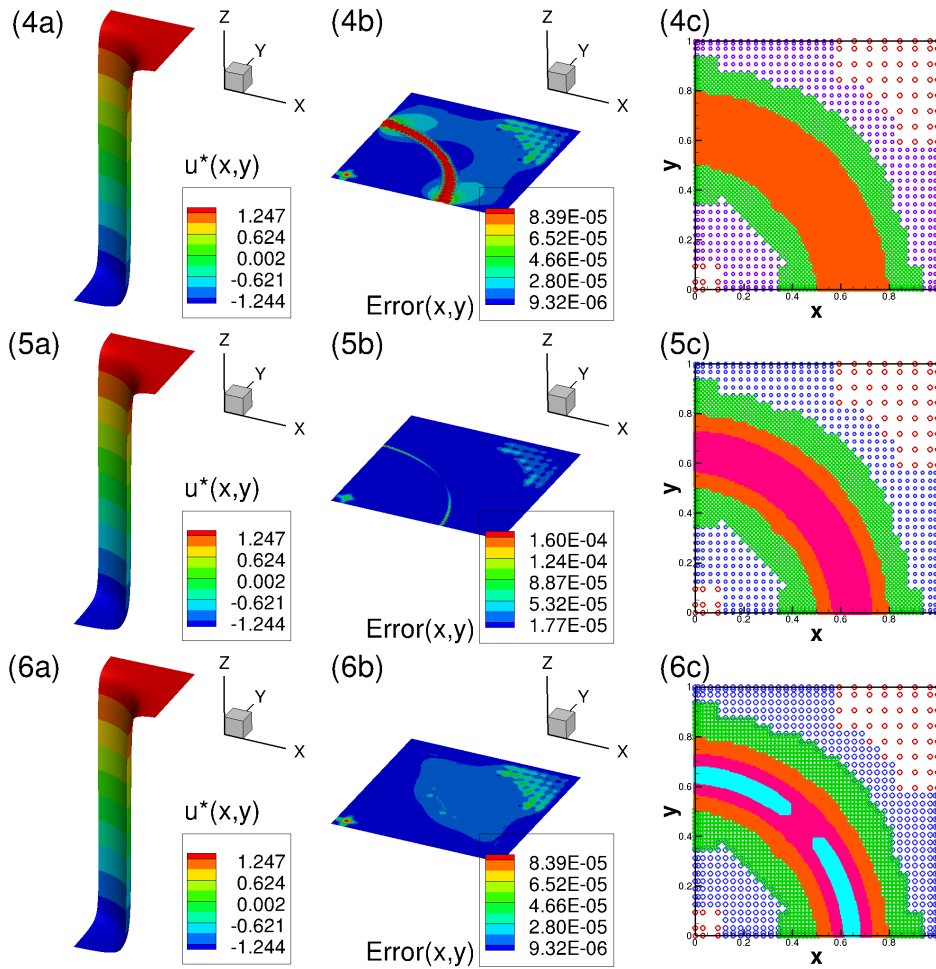 (4a)
Z
Y
X
u*(x,y)
1.247
0.624
0.002
-0.621
-1.244
(4b)
Z
Y
X
8.39E-05
6.52E-05
4.66E-05
2.80E-05
9.32E-06
Error(x,y)
(4c)
1
0.8
0.6
0.4
0.2
0
y
0 0.2 0.4 0.6 0.8 1
x
(5a)
Z
Y
X
u*(x,y)
1.247
0.624
0.002
-0.621
-1.244
(5b)
Z
Y
X
1.60E-04
1.24E-04
8.87E-05
5.32E-05
1.77E-05
Error(x,y)
(5c)
1
0.8
0.6
0.4
0.2
0
y
0 0.2 0.4 0.6 0.8 1
x
(6a)
Z
Y
X
u*(x,y)
1.247
0.624
0.002
-0.621
-1.244
(6b)
Z
Y
X
8.39E-05
6.52E-05
4.66E-05
2.80E-05
9.32E-06
Error(x,y)
(6c)
1
0.8
0.6
0.4
0.2
0
y
0 0.2 0.4 0.6 0.8 1
x